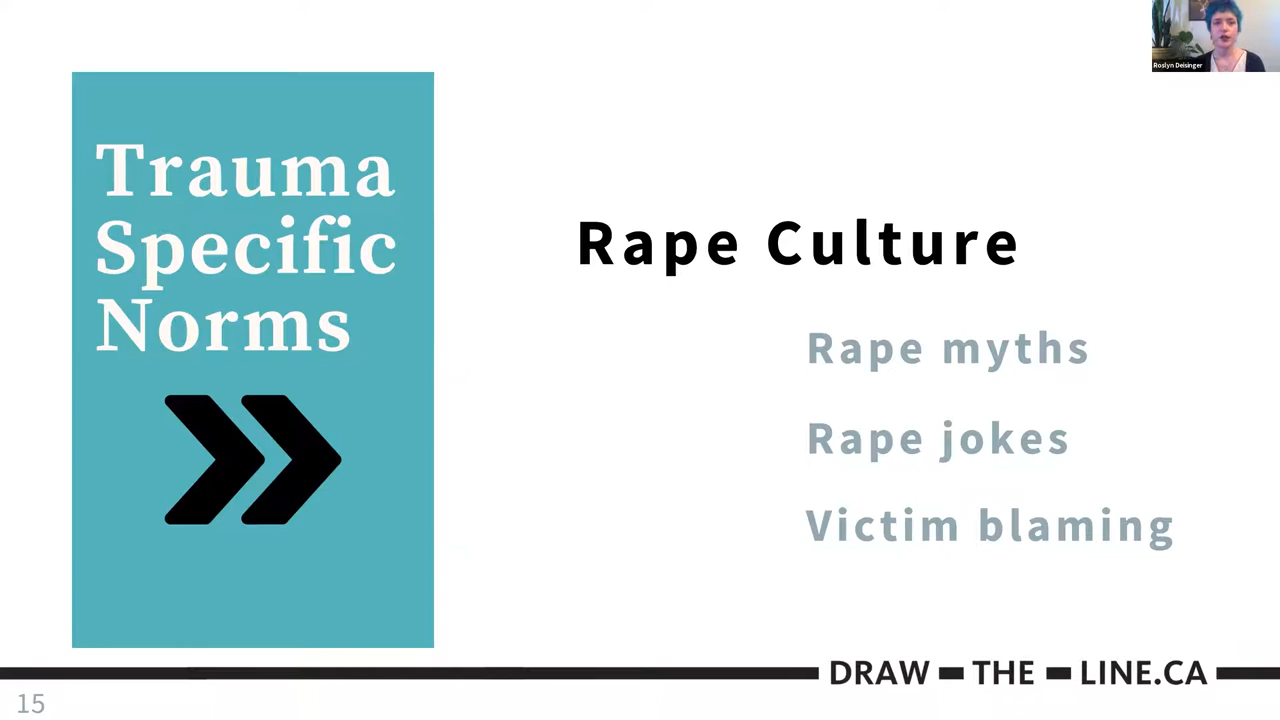 Roslyn Deisinger
Trauma
Specific
Norms
Rape Culture
Rape myths
Rape jokes
Victim blaming
DRAW THE LINE.CA
15